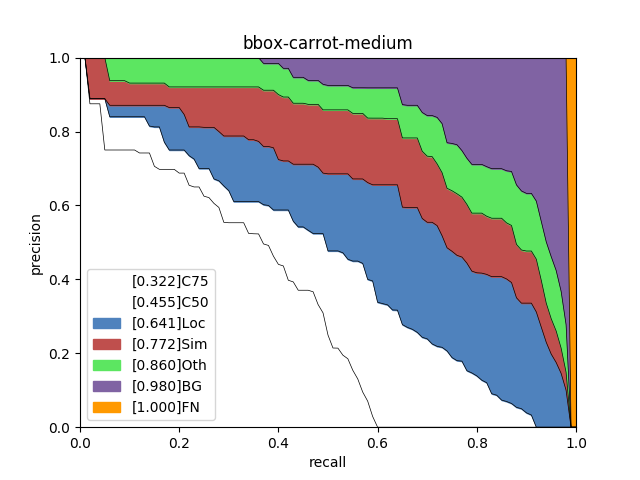 bbox-carrot-medium
precision
1.0
0.8
0.6
0.4
0.2
0.0
[0.322]C75
[0.455]C50
[0.641]Loc
[0.772]Sim
[0.860]Oth
[0.980]BG
[1.000]FN
0.0 0.2 0.4 0.6 0.8 1.0
recall